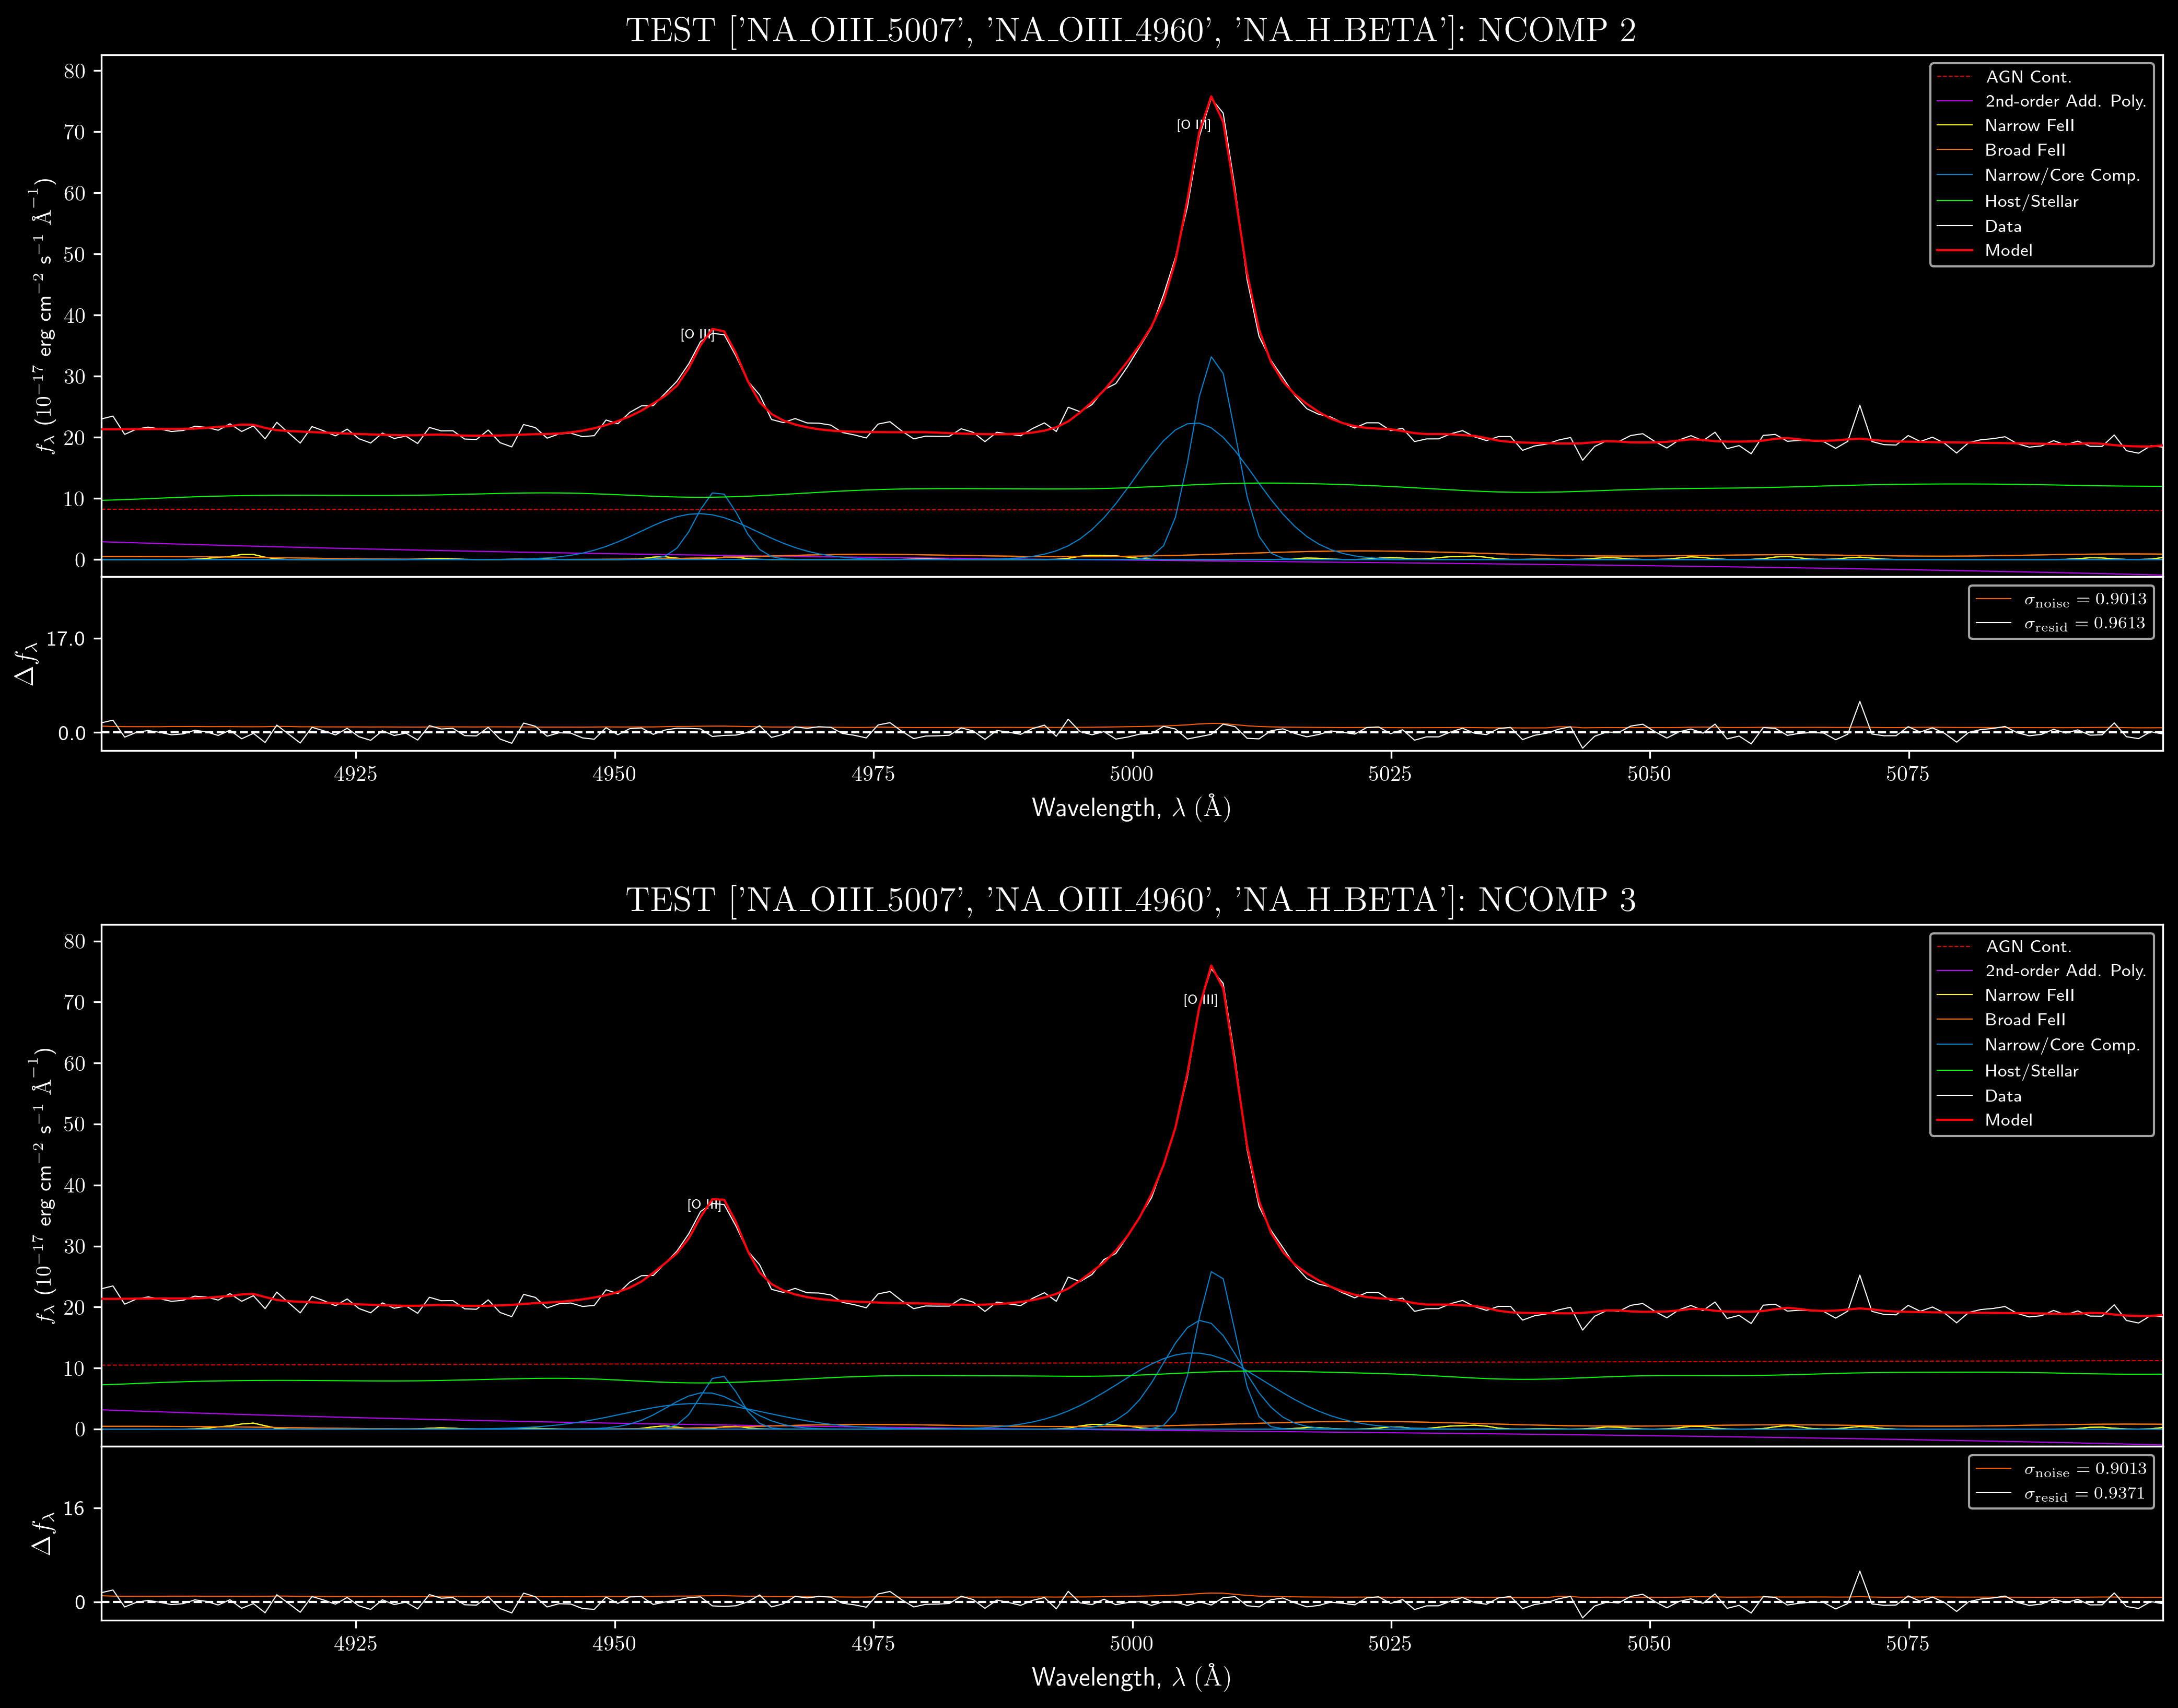 TEST ['NA_OIII_5007', 'NA_OIII_4960', 'NA_H_BETA']: NCOMP 2
80
70
60
50
40
30
20
10
0
fλ (10⁻¹⁷ erg cm⁻² s⁻¹ Å⁻¹)
[O III]
[O III]
AGN Cont.
2nd-order Add. Poly.
Narrow FeII
Broad FeII
Narrow/Core Comp.
Host/Stellar
Data
Model
17.0
0.0
Δfλ
σnoise = 0.9013
σresid = 0.9613
4925 4950 4975 5000 5025 5050 5075
Wavelength, λ (Å)
TEST ['NA_OIII_5007', 'NA_OIII_4960', 'NA_H_BETA']: NCOMP 3
80
70
60
50
40
30
20
10
0
fλ (10⁻¹⁷ erg cm⁻² s⁻¹ Å⁻¹)
[O III]
[O III]
AGN Cont.
2nd-order Add. Poly.
Narrow FeII
Broad FeII
Narrow/Core Comp.
Host/Stellar
Data
Model
16
0
Δfλ
σnoise = 0.9013
σresid = 0.9371
4925 4950 4975 5000 5025 5050 5075
Wavelength, λ (Å)